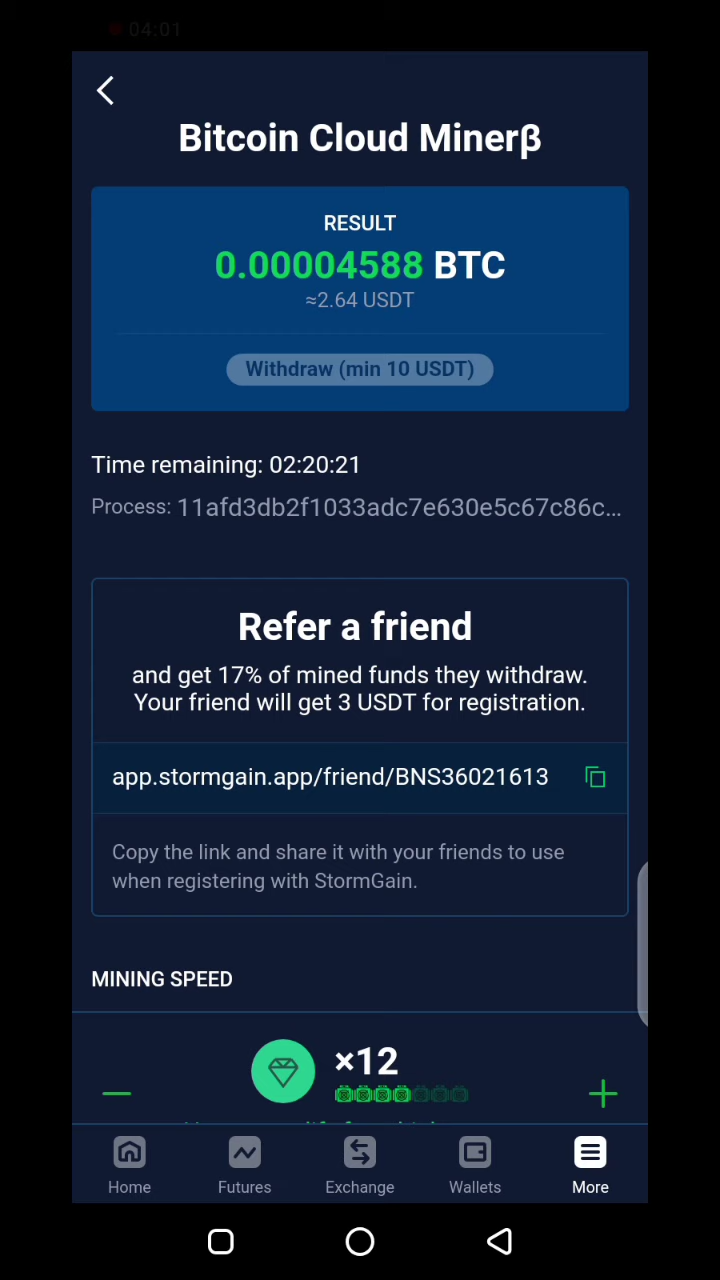 04:01
Bitcoin Cloud Minerβ
RESULT
0.00004588 BTC
≈2.64 USDT
Withdraw (min 10 USDT)
Time remaining: 02:20:21
Process: 11afd3db2f1033adc7e630e5c67c86c...
Refer a friend
and get 17% of mined funds they withdraw.
Your friend will get 3 USDT for registration.
app.stormgain.app/friend/BNS36021613
Copy the link and share it with your friends to use
when registering with StormGain.
MINING SPEED
×12
Home Futures Exchange Wallets More